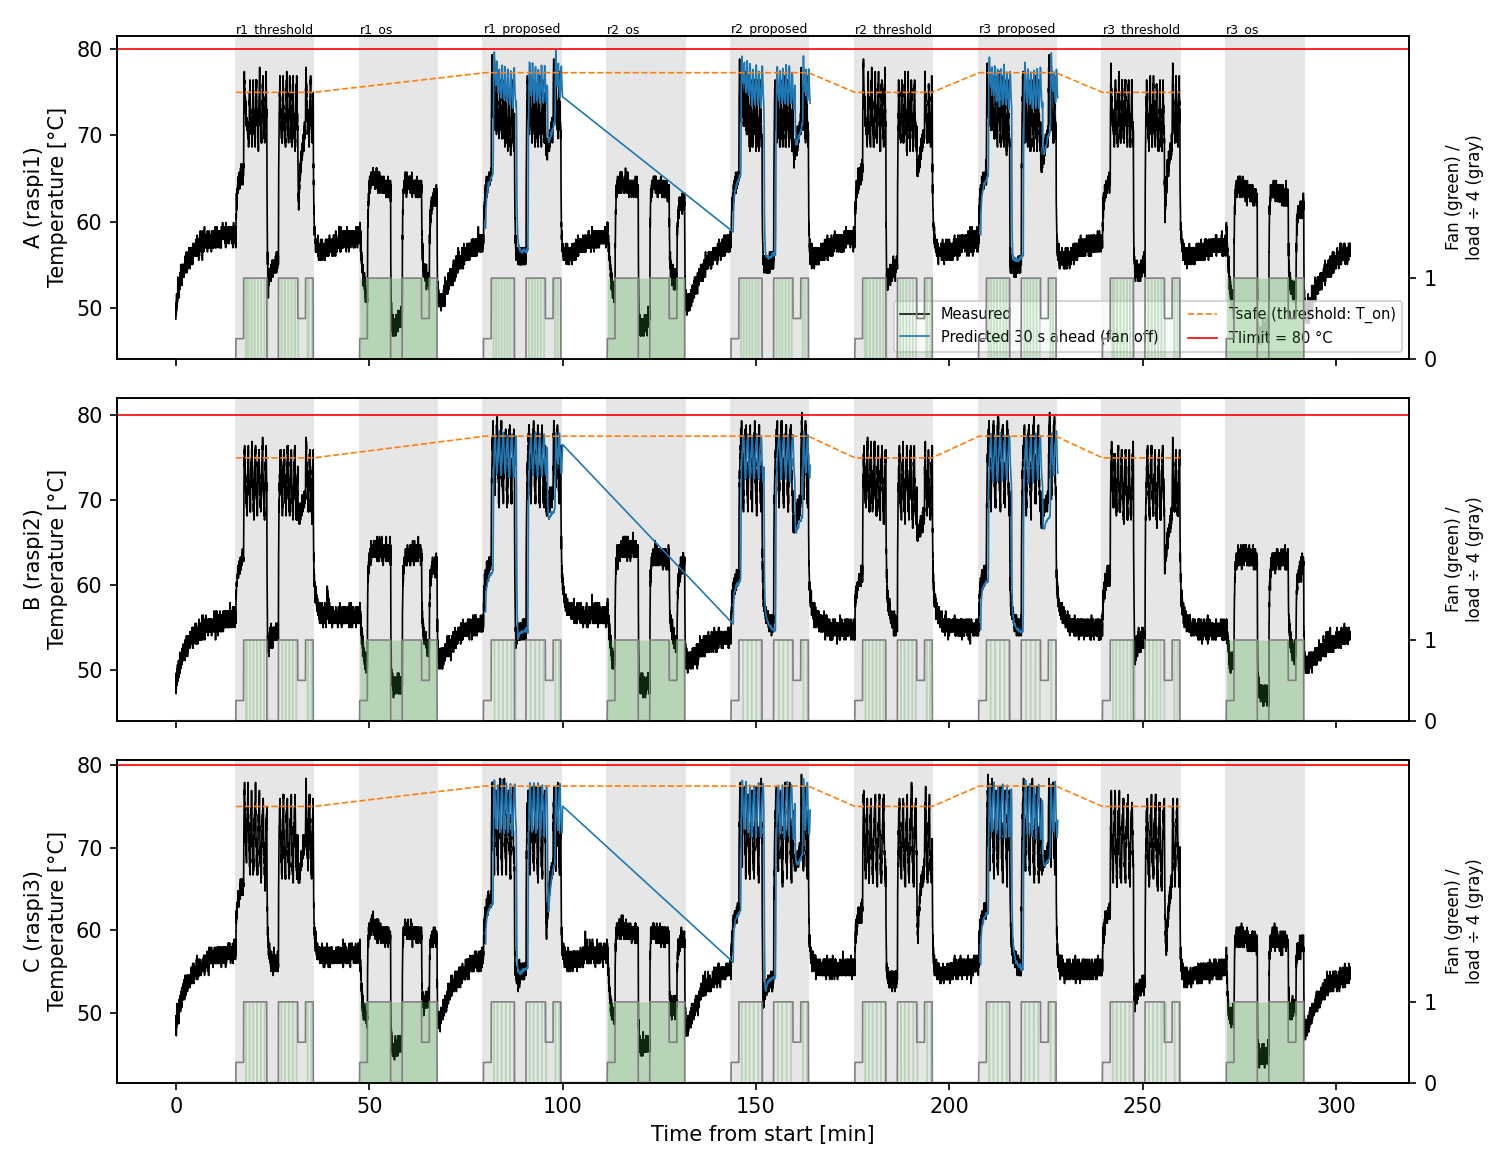 r1_threshold r1_os r1_proposed r2_os r2_proposed r2_threshold r3_proposed r3_threshold r3_os
A (raspi1)
Temperature [°C]
80
70
60
50
Fan (green) /
load ÷ 4 (gray)
1
0
Measured
Predicted 30 s ahead (fan off)
Tsafe (threshold: T_on)
Tlimit = 80 °C
B (raspi2)
Temperature [°C]
80
70
60
50
Fan (green) /
load ÷ 4 (gray)
1
0
C (raspi3)
Temperature [°C]
80
70
60
50
Fan (green) /
load ÷ 4 (gray)
1
0
0 50 100 150 200 250 300
Time from start [min]